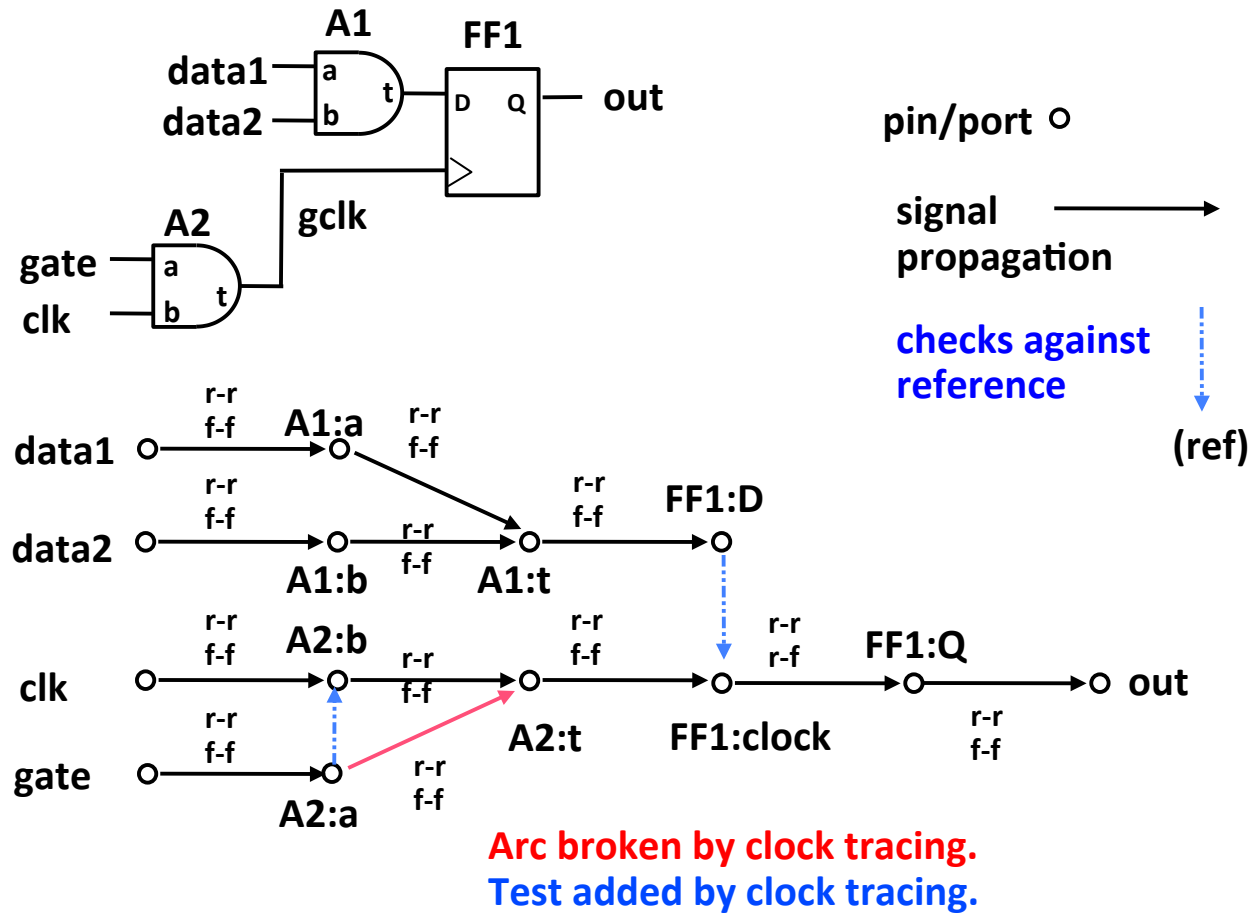 A1
FF1
data1
a
t
D
Q
out
data2
b
pin/port
A2
gclk
signal
propagation
gate
a
t
clk
b
checks against
reference
(ref)
r-r
f-f
A1:a
r-r
f-f
data1
r-r
f-f
r-r
f-f
FF1:D
data2
r-r
f-f
A1:b
A1:t
r-r
f-f
A2:b
r-r
f-f
r-r
f-f
r-r
r-f
FF1:Q
clk
out
r-r
f-f
A2:t
FF1:clock
r-r
f-f
gate
r-r
f-f
A2:a
Arc broken by clock tracing.
Test added by clock tracing.